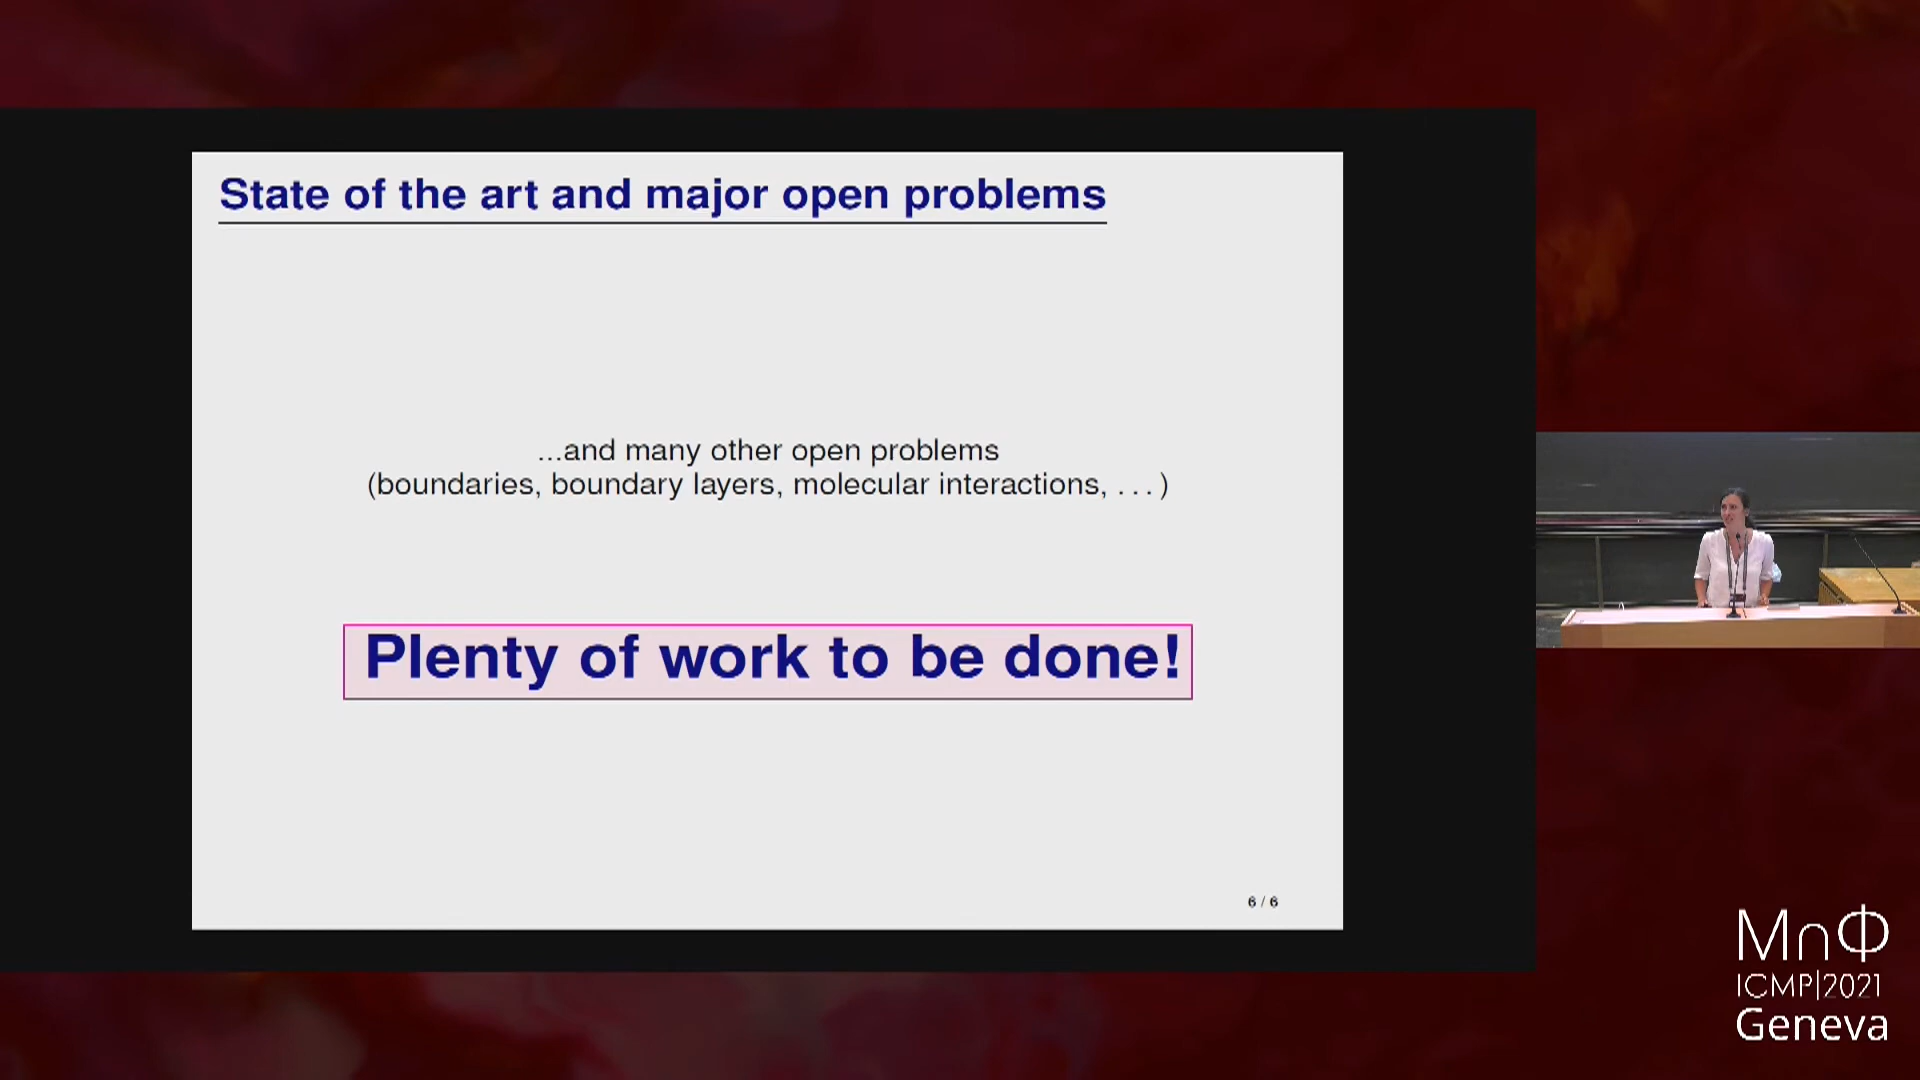 State of the art and major open problems
...and many other open problems
(boundaries, boundary layers, molecular interactions, . . . )
Plenty of work to be done!
6 / 6
M∩Φ
ICMP|2021
Geneva